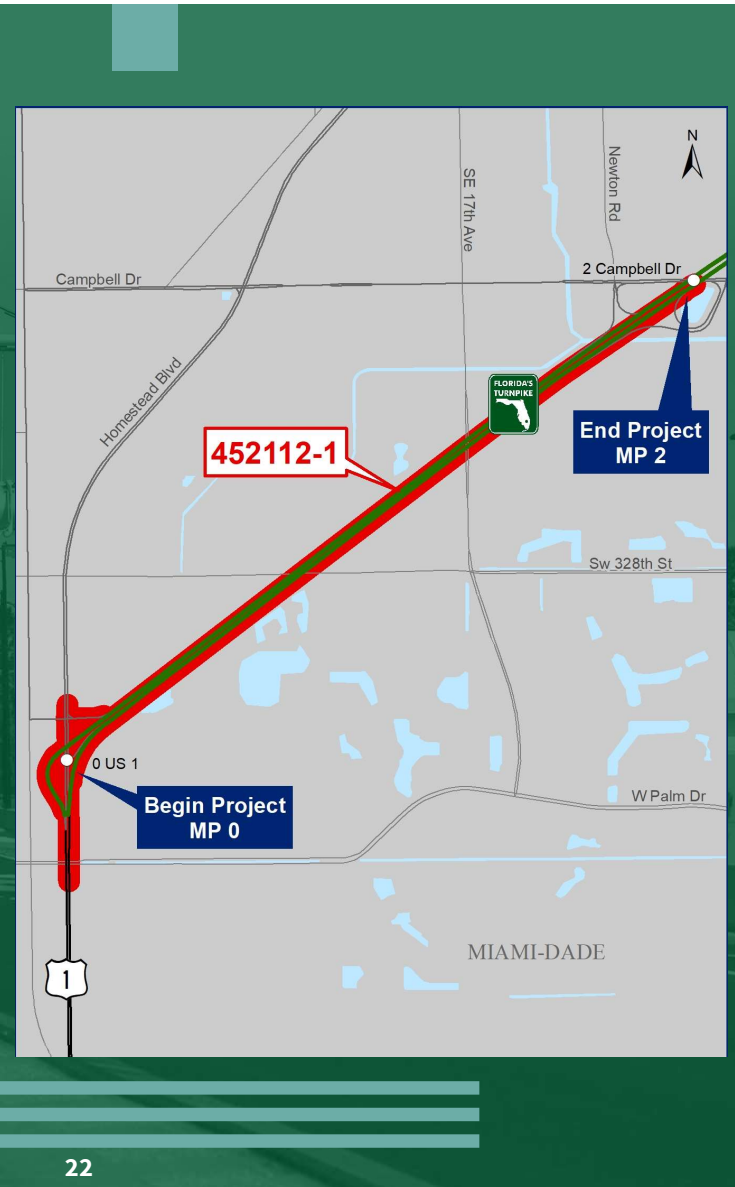 N
SE 17th Ave
Newton Rd
2 Campbell Dr
Campbell Dr
Homestead Blvd
FLORIDA'S
TURNPIKE
End Project
MP 2
452112-1
Sw 328th St
0 US 1
Begin Project
MP 0
W Palm Dr
MIAMI-DADE
1
22